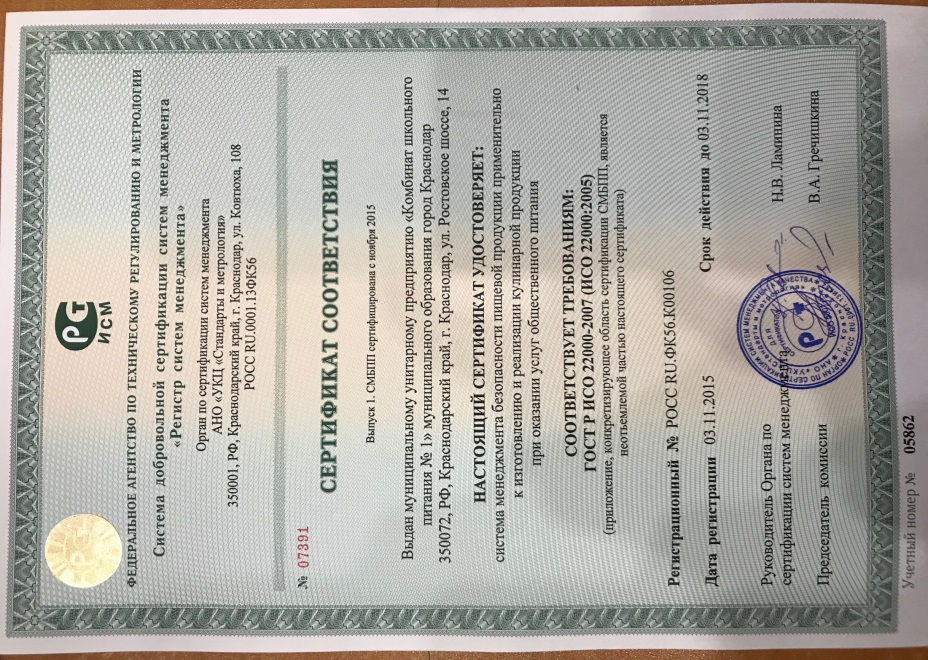 РСТ
ИСМ
ФЕДЕРАЛЬНОЕ АГЕНТСТВО ПО ТЕХНИЧЕСКОМУ РЕГУЛИРОВАНИЮ И МЕТРОЛОГИИ
Система добровольной сертификации систем менеджмента
«Регистр систем менеджмента»
Орган по сертификации систем менеджмента
АНО «УКЦ «Стандарты и метрология»
350001, РФ, Краснодарский край, г. Краснодар, ул. Ковтюха, 108
РОСС RU.0001.13ФК56
№ 07391
СЕРТИФИКАТ СООТВЕТСТВИЯ
Выпуск 1. СМБПП сертифицирована с ноября 2015
Выдан муниципальному унитарному предприятию «Комбинат школьного
питания № 1» муниципального образования город Краснодар
350072, РФ, Краснодарский край, г. Краснодар, ул. Ростовское шоссе, 14
НАСТОЯЩИЙ СЕРТИФИКАТ УДОСТОВЕРЯЕТ:
система менеджмента безопасности пищевой продукции применительно
к изготовлению и реализации кулинарной продукции
при оказании услуг общественного питания
СООТВЕТСТВУЕТ ТРЕБОВАНИЯМ:
ГОСТ Р ИСО 22000-2007 (ИСО 22000:2005)
(приложение, конкретизирующее область сертификации СМБПП, является
неотъемлемой частью настоящего сертификата)
Регистрационный № РОСС RU.ФК56.К00106
Дата регистрации 03.11.2015 Срок действия до 03.11.2018
Руководитель Органа по
сертификации систем менеджмента Н.В. Ламинина
Председатель комиссии В.А. Гречишкина
Учетный номер № 05862